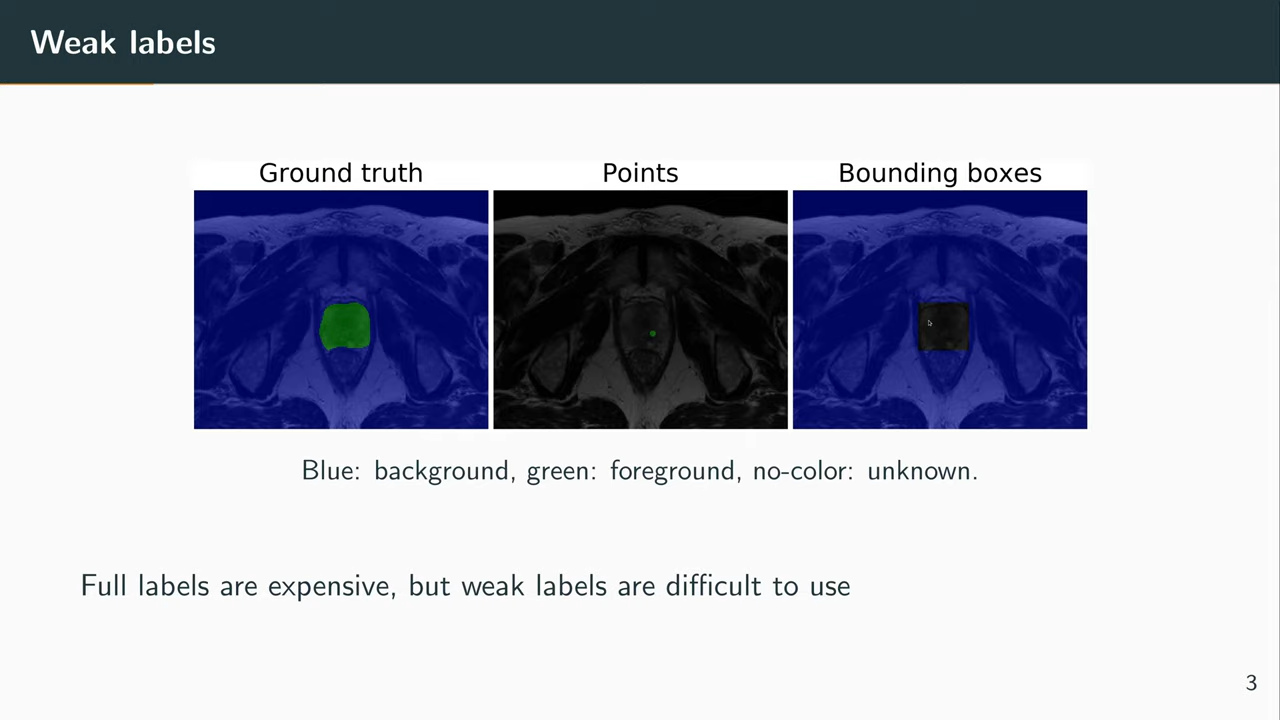 Weak labels
Ground truth
Points
Bounding boxes
Blue: background, green: foreground, no-color: unknown.
Full labels are expensive, but weak labels are difficult to use
3